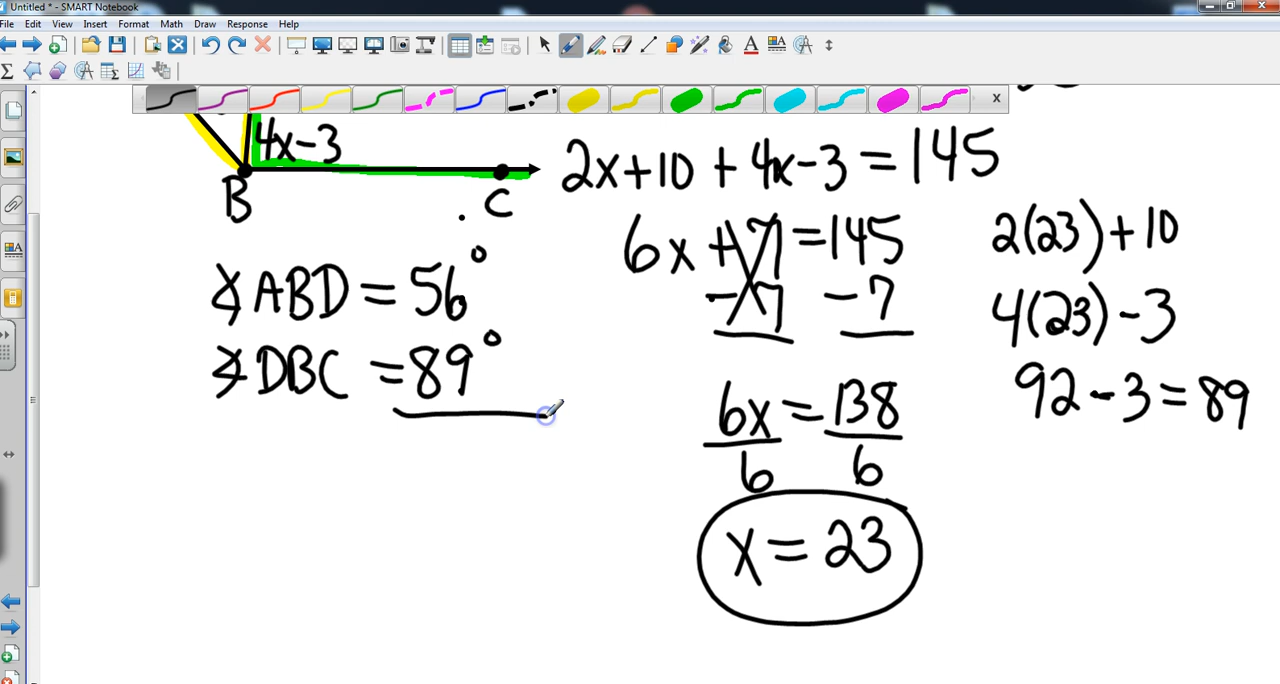 Untitled * - SMART Notebook
File Edit View Insert Format Math Draw Response Help
4x-3
B
C
2x+10 + 4x-3 = 145
6x +7 = 145
-7 -7
6x = 138
6 6
x = 23
∢ABD = 56°
∢DBC = 89°
2(23)+10
4(23)-3
92-3=89